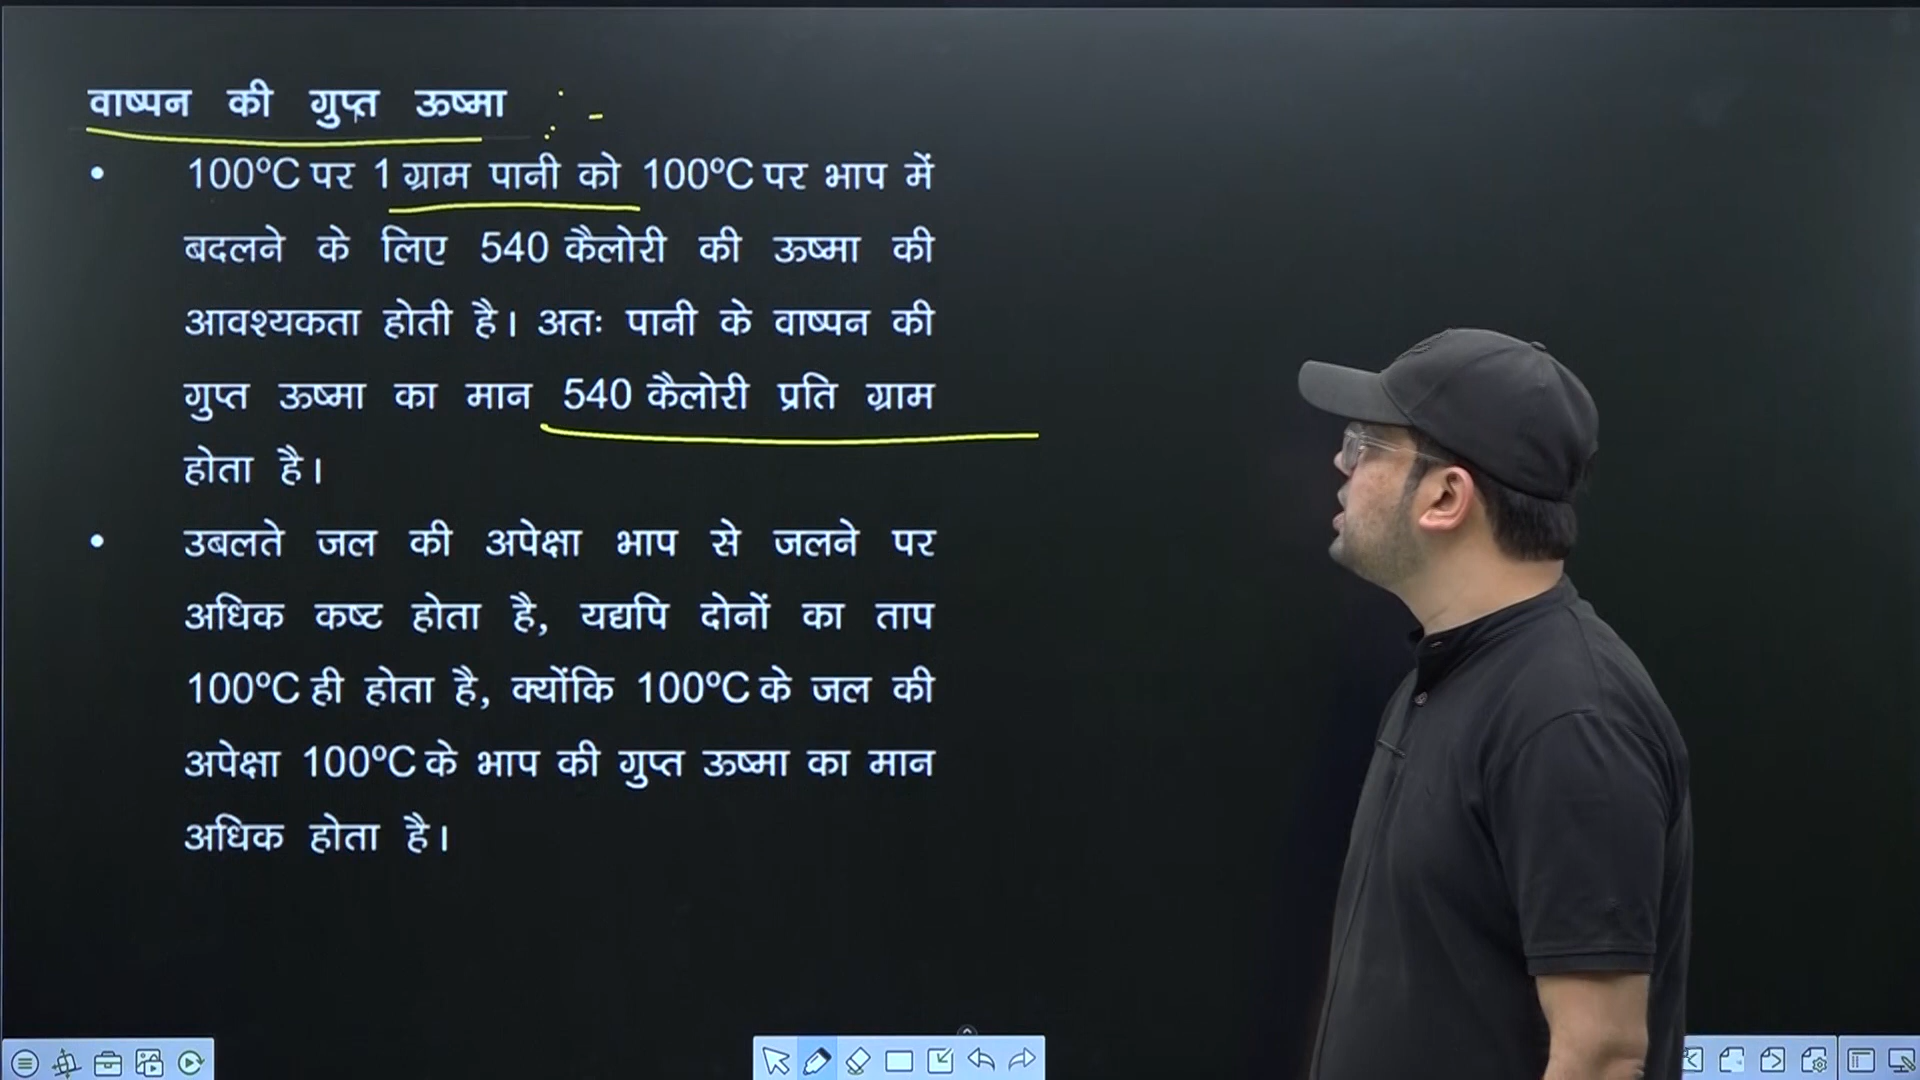 वाष्पन की गुप्त ऊष्मा :-
• 100°C पर 1 ग्राम पानी को 100°C पर भाप में
बदलने के लिए 540 कैलोरी की ऊष्मा की
आवश्यकता होती है। अतः पानी के वाष्पन की
गुप्त ऊष्मा का मान 540 कैलोरी प्रति ग्राम
होता है।
• उबलते जल की अपेक्षा भाप से जलने पर
अधिक कष्ट होता है, यद्यपि दोनों का ताप
100°C ही होता है, क्योंकि 100°C के जल की
अपेक्षा 100°C के भाप की गुप्त ऊष्मा का मान
अधिक होता है।